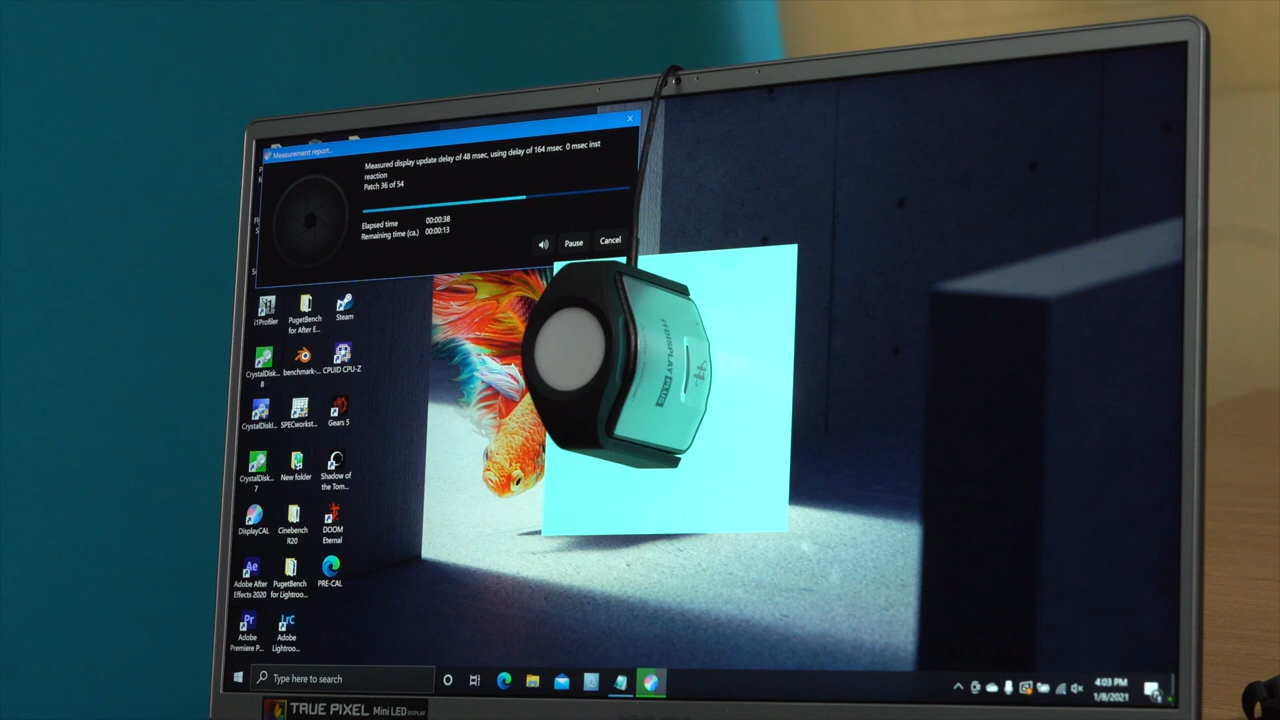 Measurement report...
Measured display update delay of 48 msec, using delay of 164 msec 0 msec inst
reaction
Patch 36 of 54
Elapsed time 00:00:38
Remaining time (ca.) 00:00:13
Pause Cancel
i1Profiler
PugetBench
for After E...
Steam
CrystalDisk...
8
benchmark-...
CPUID CPU-Z
CrystalDiskI...
SPECworkst...
Gears 5
CrystalDisk...
7
New folder
Shadow of
the Tom...
DisplayCAL
Cinebench
R20
DOOM
Eternal
Adobe After
Effects 2020
PugetBench
for Lightroo...
PRE-CAL
Adobe
Premiere P...
Adobe
Lightroo...
i1DISPLAY PLUS
Type here to search
4:03 PM
1/8/2021
TRUE PIXEL Mini LED DISPLAY